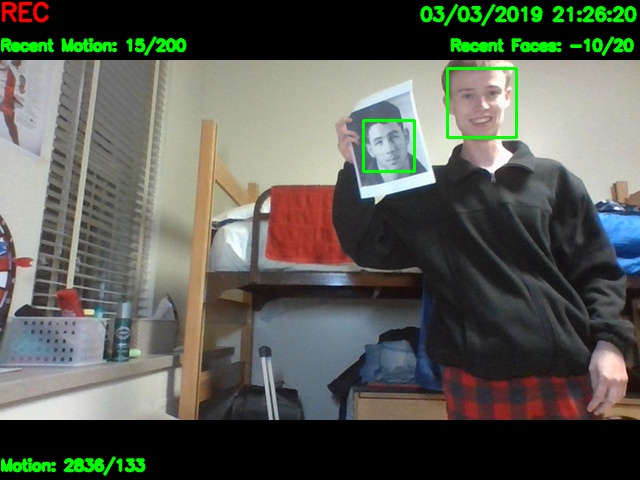 REC
03/03/2019 21:26:20
Recent Motion: 15/200
Recent Faces: -10/20
Motion: 2836/133